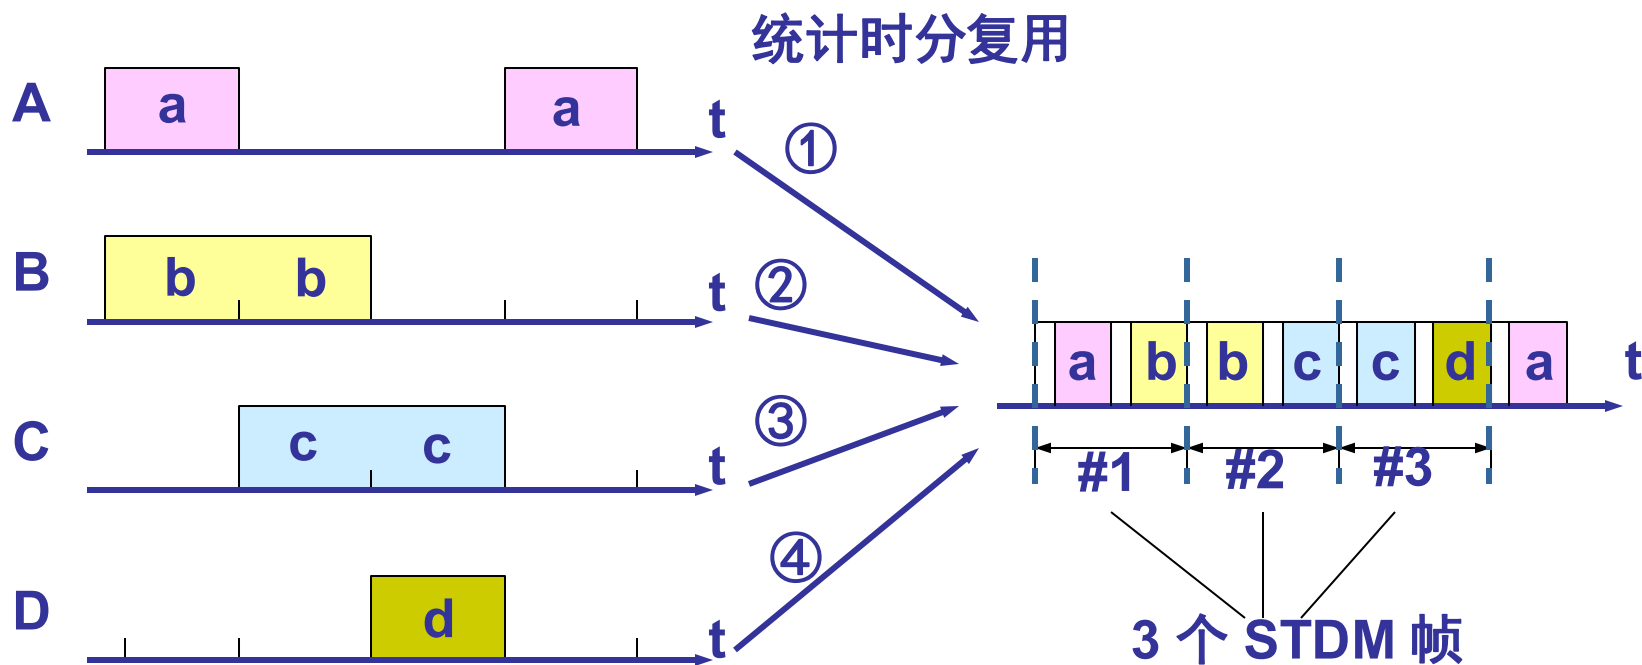 统计时分复用
A a a t
①
B b b t
②
a b b c c d a t
C c c t
③
#1 #2 #3
④
D d t
3 个 STDM 帧